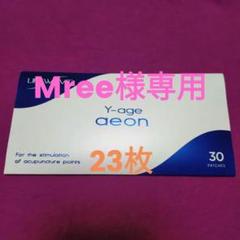 Mree様専用
Y-age
aeon
23枚
For the stimulation
of acupuncture points
30
PATCHES